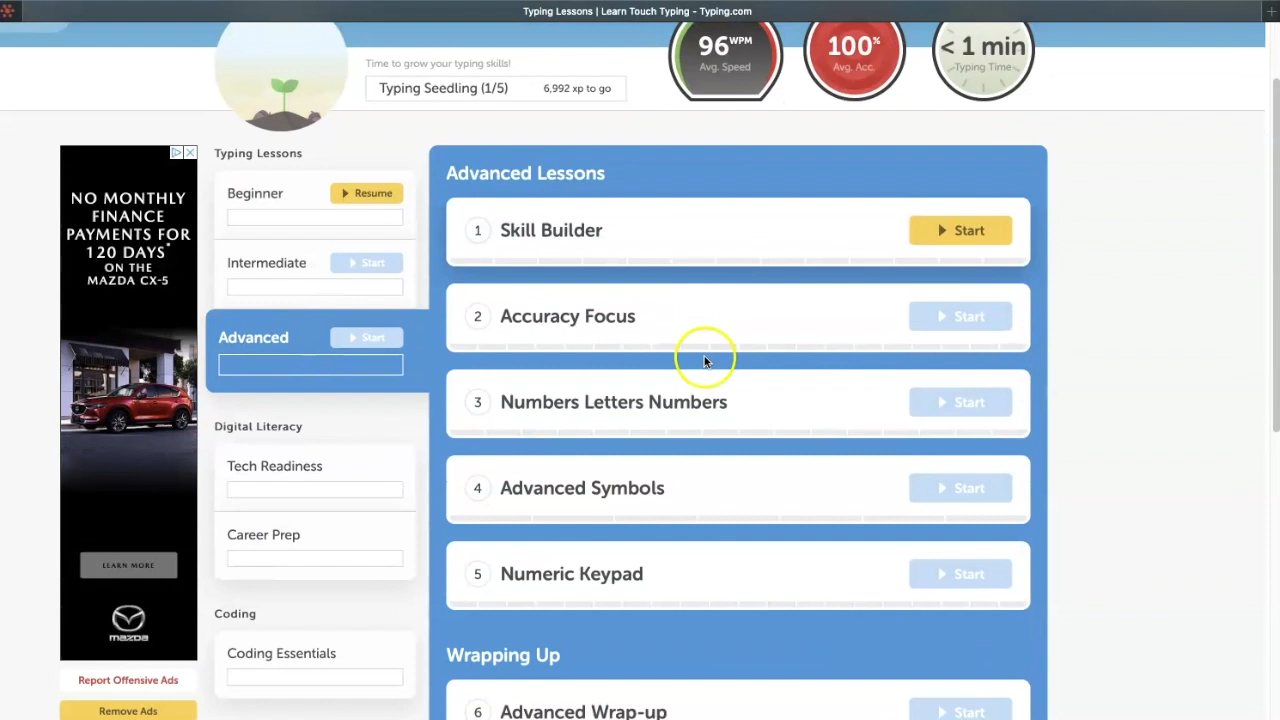 Typing Lessons | Learn Touch Typing - Typing.com
Time to grow your typing skills!
Typing Seedling (1/5) 6,992 xp to go
96 WPM
Avg. Speed
100%
Avg. Acc.
< 1 min
Typing Time
NO MONTHLY
FINANCE
PAYMENTS FOR
120 DAYS*
ON THE
MAZDA CX-5
LEARN MORE
mazda
Report Offensive Ads
Remove Ads
Typing Lessons
Beginner Resume
Intermediate Start
Advanced Start
Digital Literacy
Tech Readiness
Career Prep
Coding
Coding Essentials
Advanced Lessons
1 Skill Builder Start
2 Accuracy Focus Start
3 Numbers Letters Numbers Start
4 Advanced Symbols Start
5 Numeric Keypad Start
Wrapping Up
6 Advanced Wrap-up Start